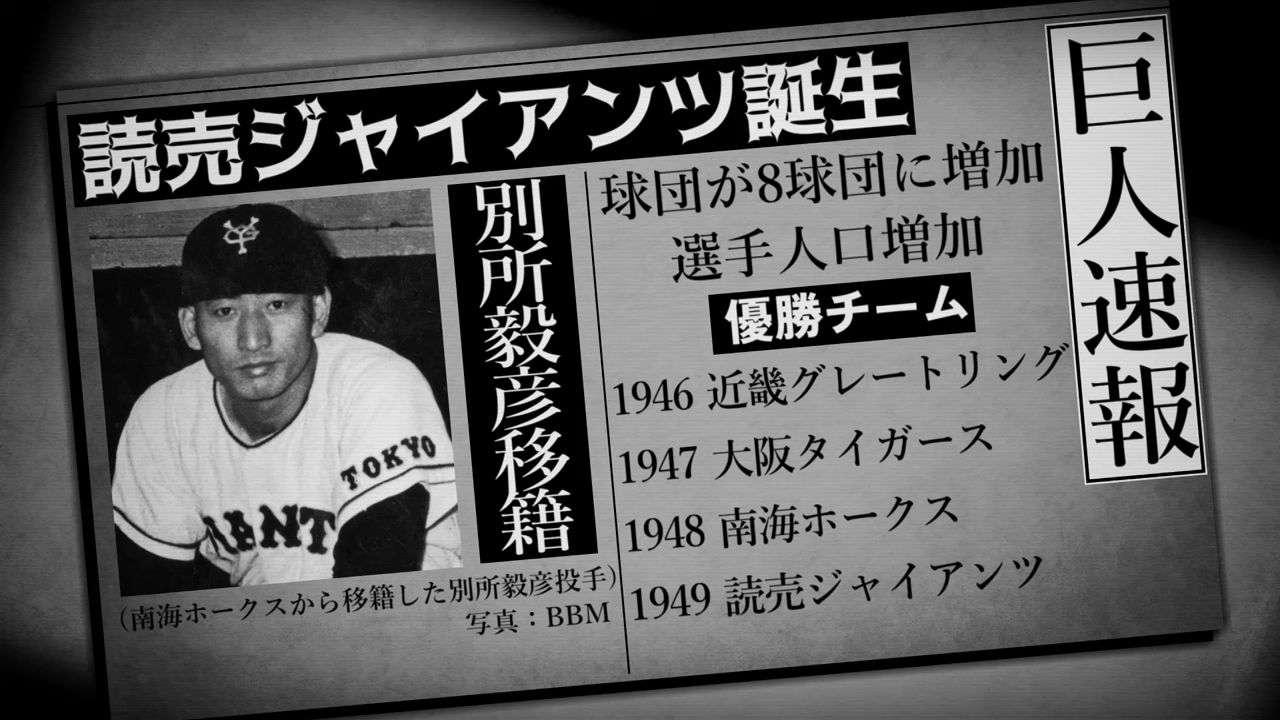 巨人速報
読売ジャイアンツ誕生
別所毅彦移籍
TOKYO
IANT
(南海ホークスから移籍した別所毅彦投手)
写真：BBM
球団が8球団に増加
選手人口増加
優勝チーム
1946 近畿グレートリング
1947 大阪タイガース
1948 南海ホークス
1949 読売ジャイアンツ